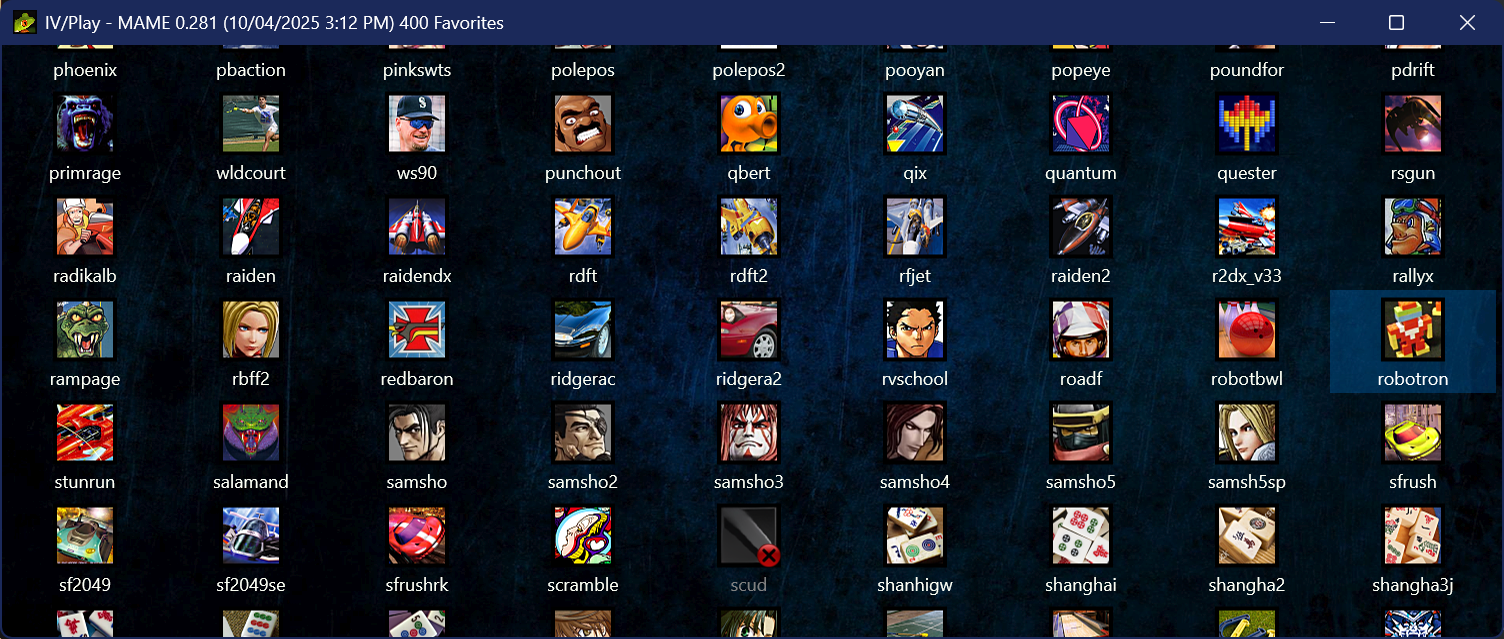 IV/Play - MAME 0.281 (10/04/2025 3:12 PM) 400 Favorites
phoenix pbaction pinkswts polepos polepos2 pooyan popeye poundfor pdrift
primrage wldcourt ws90 punchout qbert qix quantum quester rsgun
radikalb raiden raidendx rdft rdft2 rfjet raiden2 r2dx_v33 rallyx
rampage rbff2 redbaron ridgerac ridgera2 rvschool roadf robotbwl robotron
stunrun salamand samsho samsho2 samsho3 samsho4 samsho5 samsh5sp sfrush
sf2049 sf2049se sfrushrk scramble scud shanhigw shanghai shangha2 shangha3j